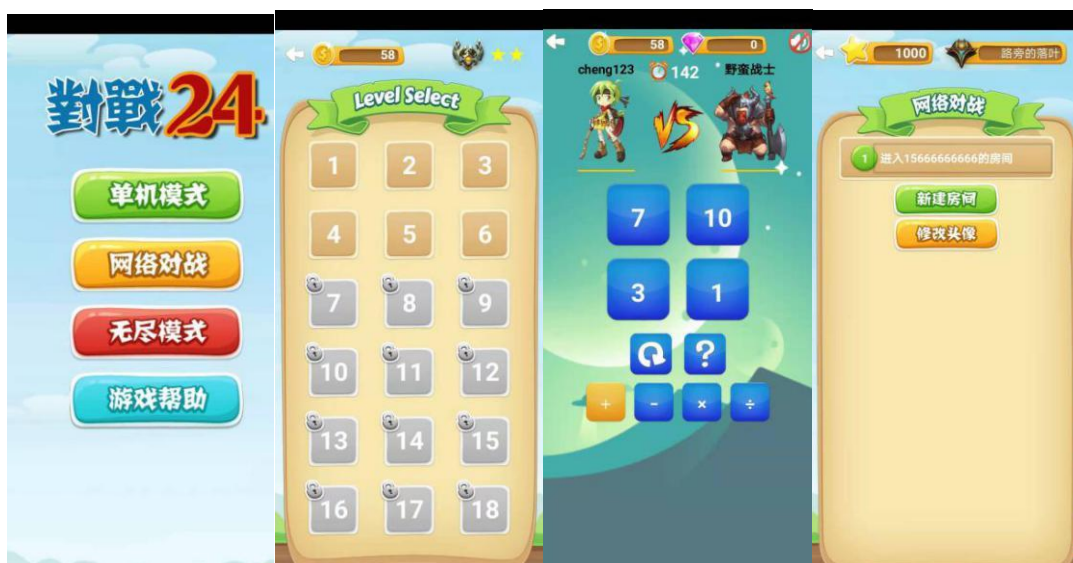 對戰24
单机模式
网络对战
无尽模式
游戏帮助
58
Level Select
1 2 3
4 5 6
7 8 9
10 11 12
13 14 15
16 17 18
58 0
cheng123 142 野蛮战士
VS
7 10
3 1
?
+ - × ÷
1000 路旁的落叶
网络对战
1 进入15666666666的房间
新建房间
修改头像